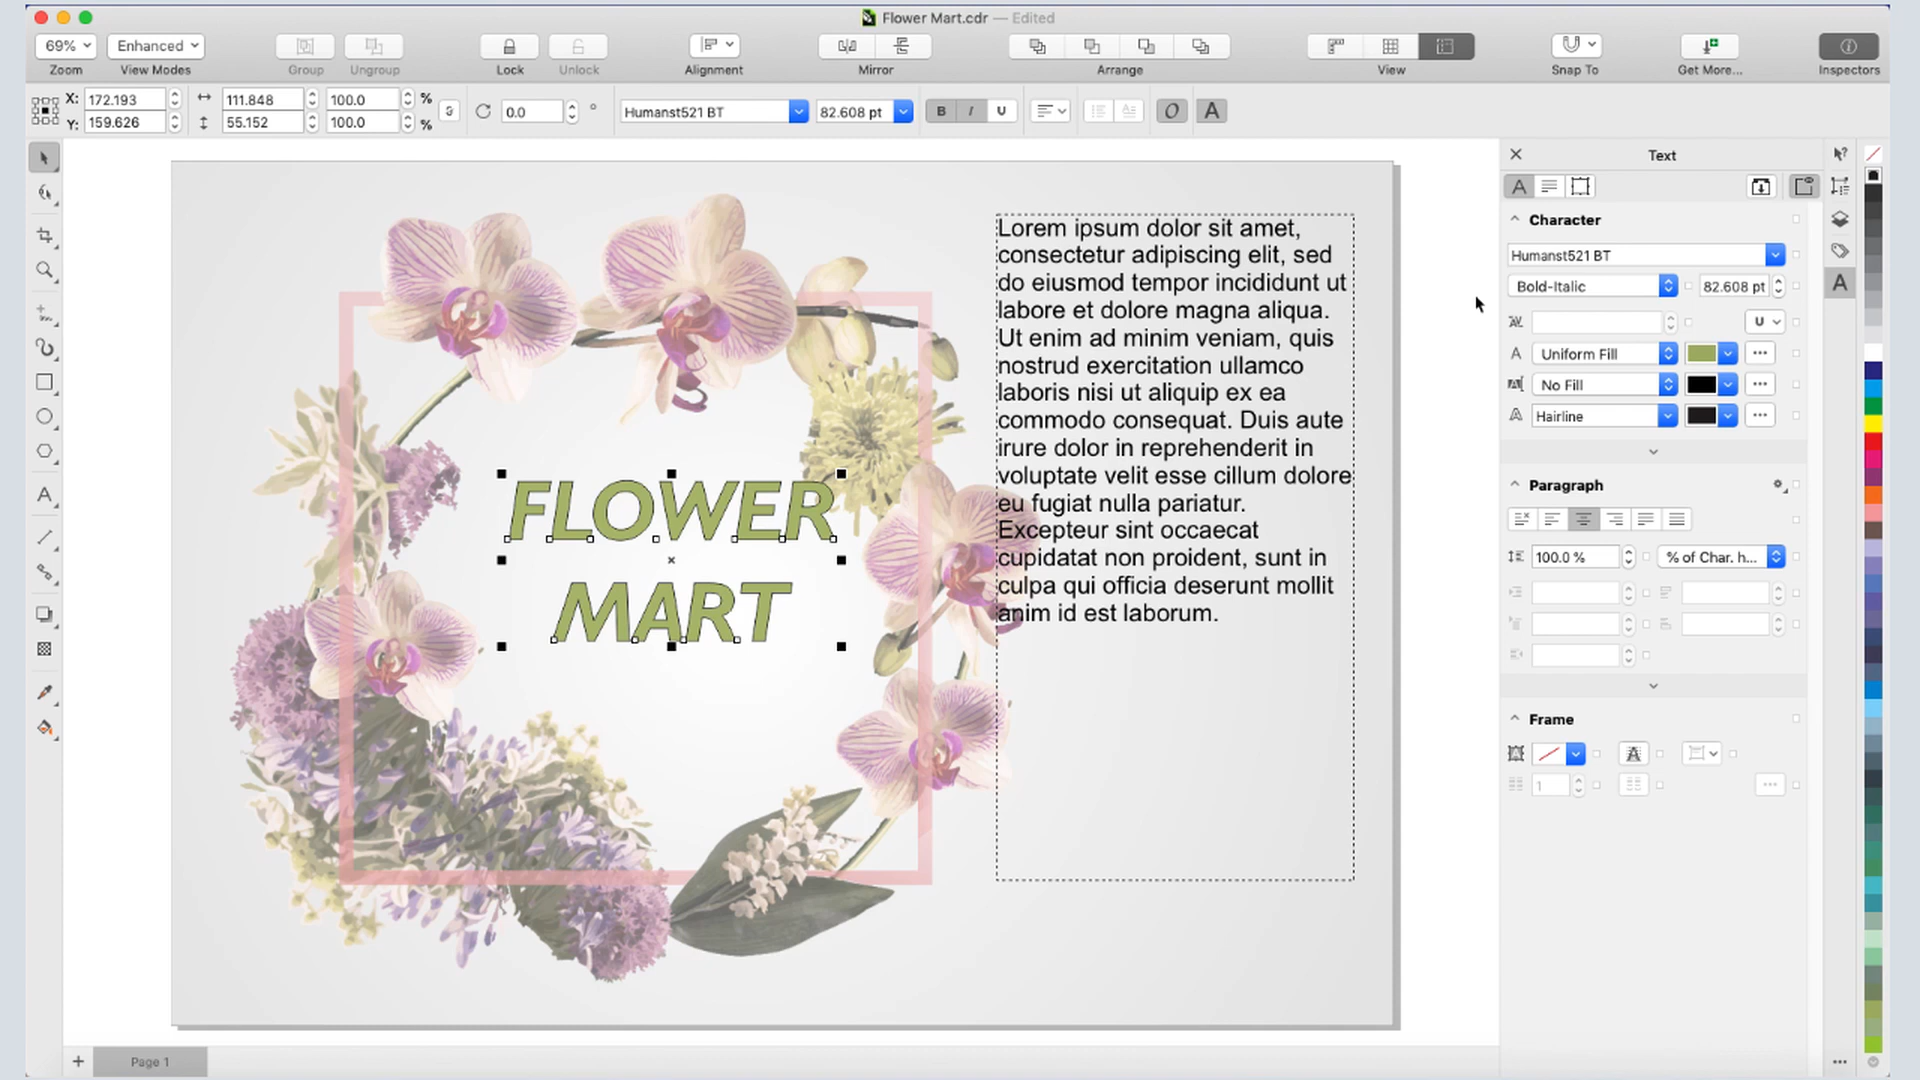 Flower Mart.cdr — Edited
69%
Enhanced
Zoom
View Modes
Group
Ungroup
Lock
Unlock
Alignment
Mirror
Arrange
View
Snap To
Get More...
Inspectors
X: 172.193
111.848
100.0 %
Y: 159.626
55.152
100.0 %
0.0 °
Humanst521 BT
82.608 pt
B I U
O A
Text
Character
Humanst521 BT
Bold-Italic
82.608 pt
U
Uniform Fill
No Fill
Hairline
Paragraph
100.0 %
% of Char. h...
Frame
1
FLOWER
MART
Lorem ipsum dolor sit amet,
consectetur adipiscing elit, sed
do eiusmod tempor incididunt ut
labore et dolore magna aliqua.
Ut enim ad minim veniam, quis
nostrud exercitation ullamco
laboris nisi ut aliquip ex ea
commodo consequat. Duis aute
irure dolor in reprehenderit in
voluptate velit esse cillum dolore
eu fugiat nulla pariatur.
Excepteur sint occaecat
cupidatat non proident, sunt in
culpa qui officia deserunt mollit
anim id est laborum.
Page 1